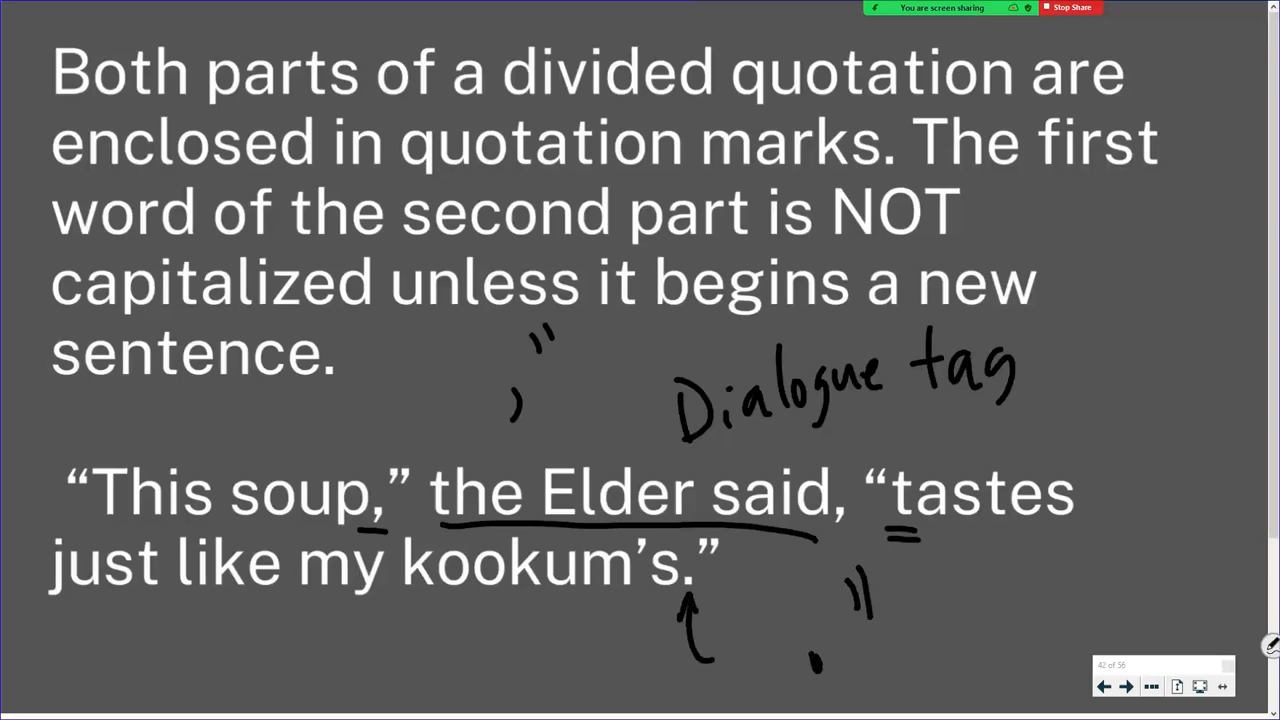 You are screen sharing Stop Share
Both parts of a divided quotation are
enclosed in quotation marks. The first
word of the second part is NOT
capitalized unless it begins a new
sentence.
,"
Dialogue tag
“This soup,” the Elder said, “tastes
just like my kookum’s.”
."
42 of 56